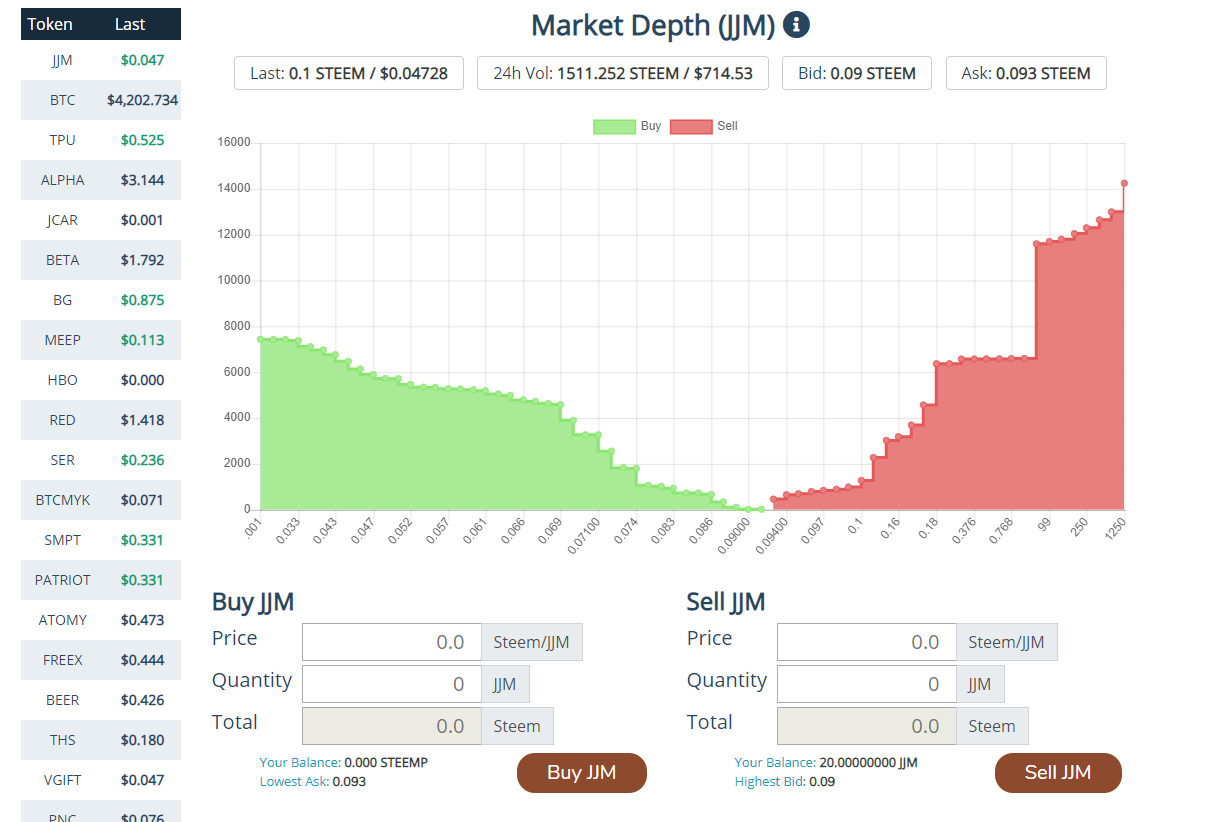 Token Last
JJM $0.047
BTC $4,202.734
TPU $0.525
ALPHA $3.144
JCAR $0.001
BETA $1.792
BG $0.875
MEEP $0.113
HBO $0.000
RED $1.418
SER $0.236
BTCMYK $0.071
SMPT $0.331
PATRIOT $0.331
ATOMY $0.473
FREEX $0.444
BEER $0.426
THS $0.180
VGIFT $0.047
PNC $0.076
Market Depth (JJM)
Last: 0.1 STEEM / $0.04728
24h Vol: 1511.252 STEEM / $714.53
Bid: 0.09 STEEM
Ask: 0.093 STEEM
Buy Sell
16000
14000
12000
10000
8000
6000
4000
2000
0
.001 0.033 0.043 0.047 0.052 0.057 0.061 0.066 0.069 0.07100 0.074 0.083 0.086 0.09000 0.09400 0.097 0.1 0.16 0.18 0.376 0.768 99 250 1250
Buy JJM
Price 0.0 Steem/JJM
Quantity 0 JJM
Total 0.0 Steem
Your Balance: 0.000 STEEMP
Lowest Ask: 0.093
Buy JJM
Sell JJM
Price 0.0 Steem/JJM
Quantity 0 JJM
Total 0.0 Steem
Your Balance: 20.00000000 JJM
Highest Bid: 0.09
Sell JJM